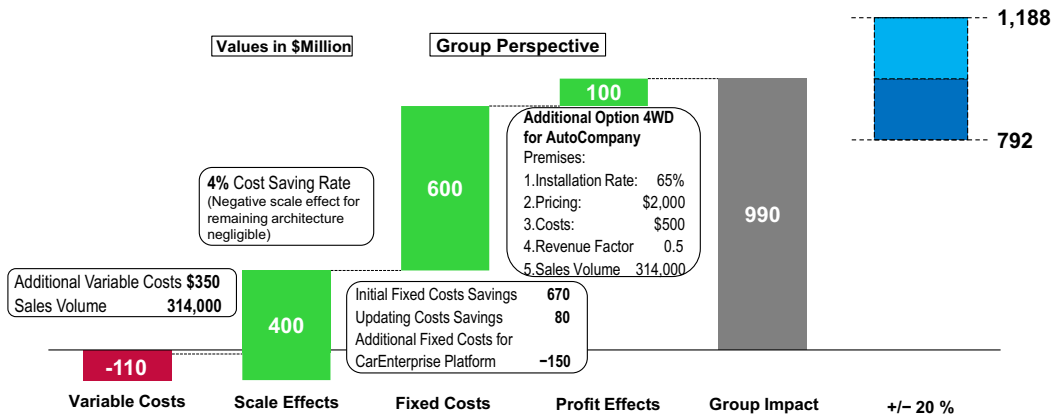 Values in $Million
Group Perspective
1,188
792
100
Additional Option 4WD
for AutoCompany
Premises:
1.Installation Rate: 65%
2.Pricing: $2,000
3.Costs: $500
4.Revenue Factor 0.5
5.Sales Volume 314,000
4% Cost Saving Rate
(Negative scale effect for
remaining architecture
negligible)
600
990
Additional Variable Costs $350
Sales Volume 314,000
400
Initial Fixed Costs Savings 670
Updating Costs Savings 80
Additional Fixed Costs for
CarEnterprise Platform −150
-110
Variable Costs
Scale Effects
Fixed Costs
Profit Effects
Group Impact
+/− 20 %